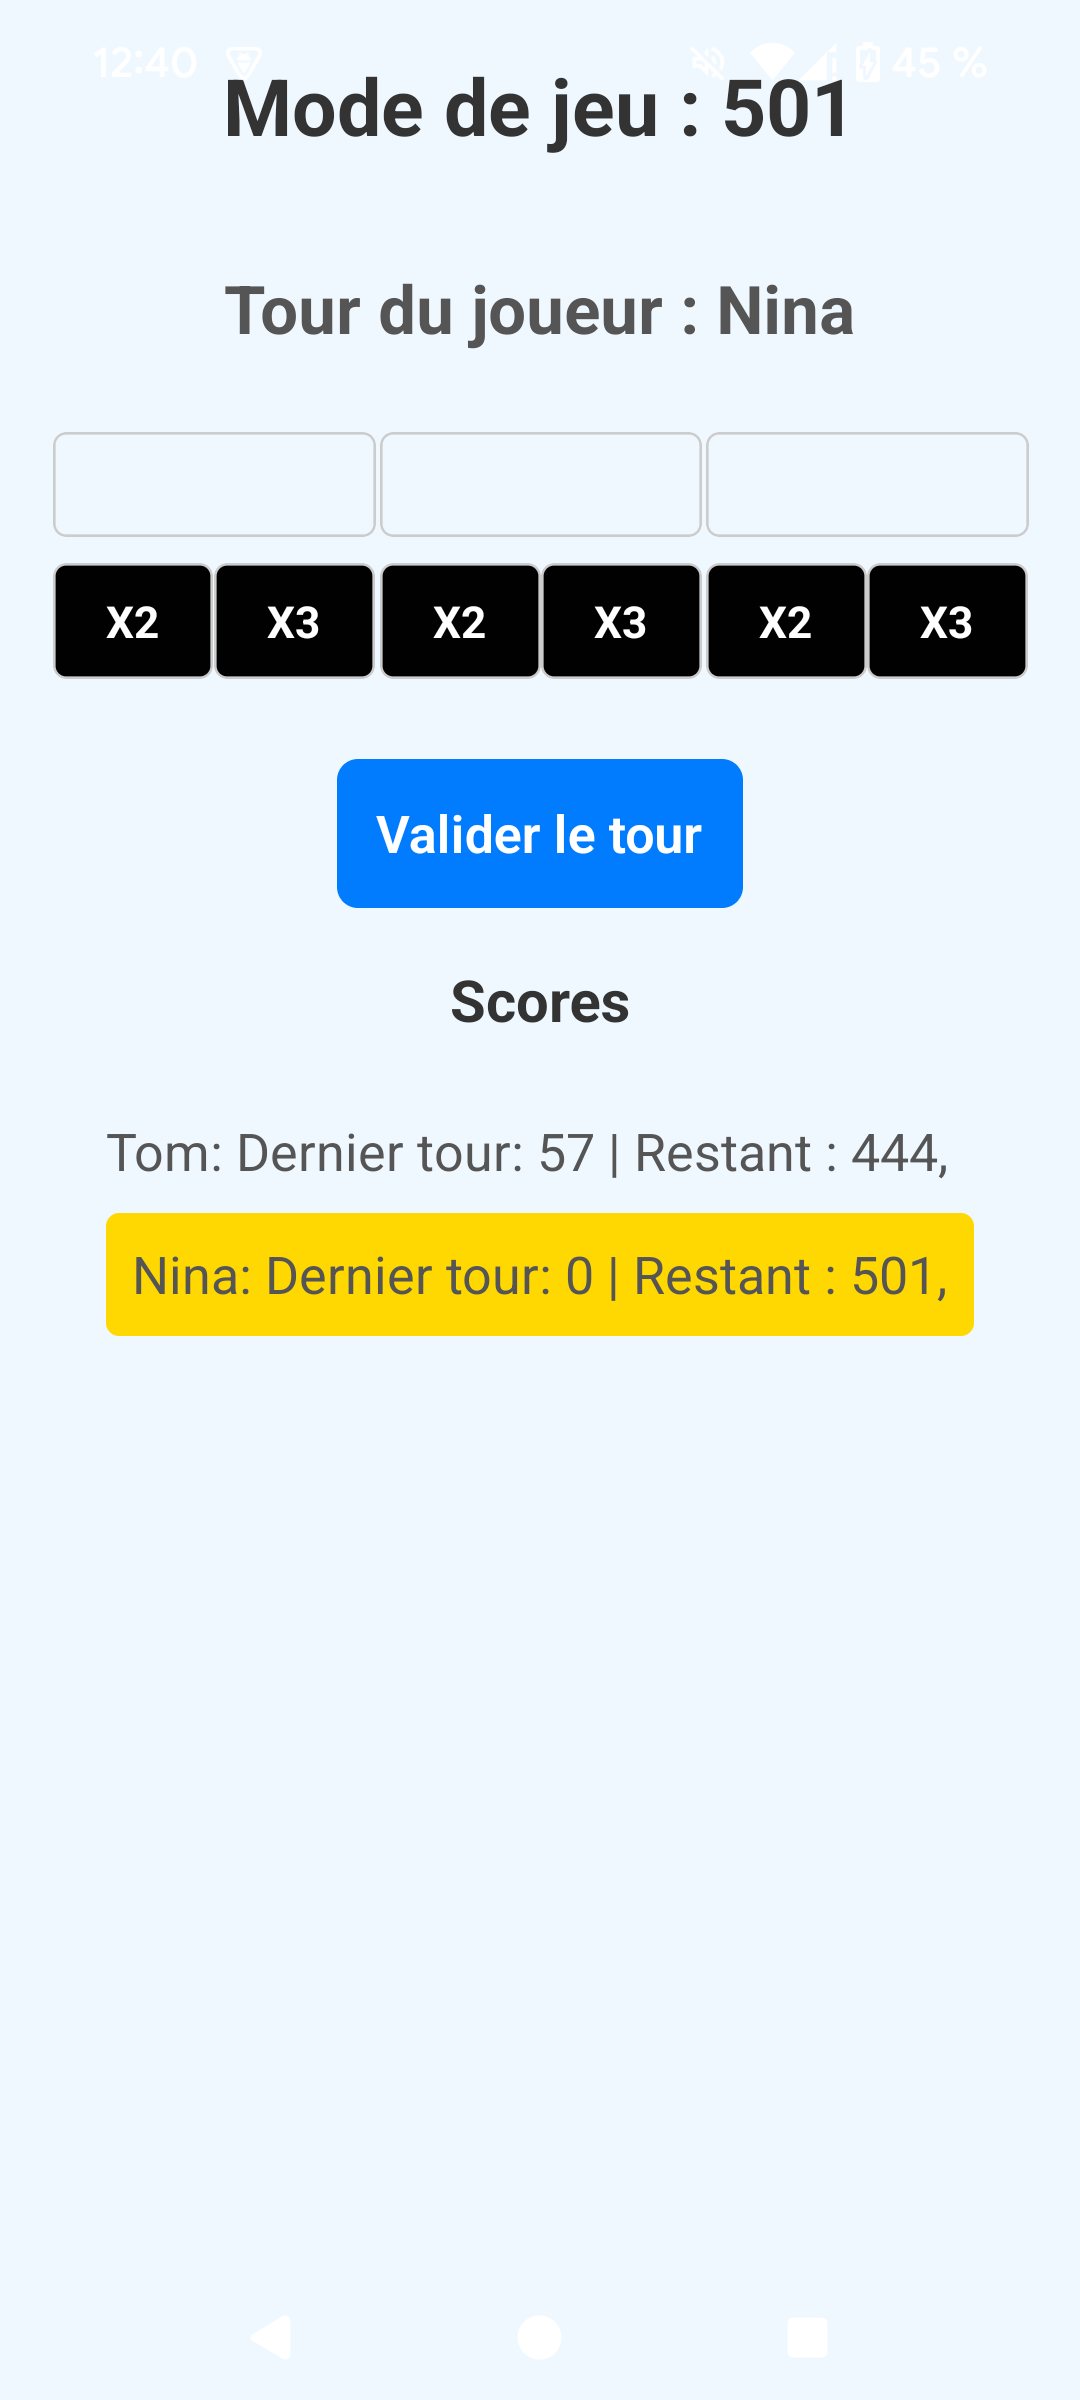 12:40 45 %
Mode de jeu : 501
Tour du joueur : Nina
X2 X3 X2 X3 X2 X3
Valider le tour
Scores
Tom: Dernier tour: 57 | Restant : 444,
Nina: Dernier tour: 0 | Restant : 501,